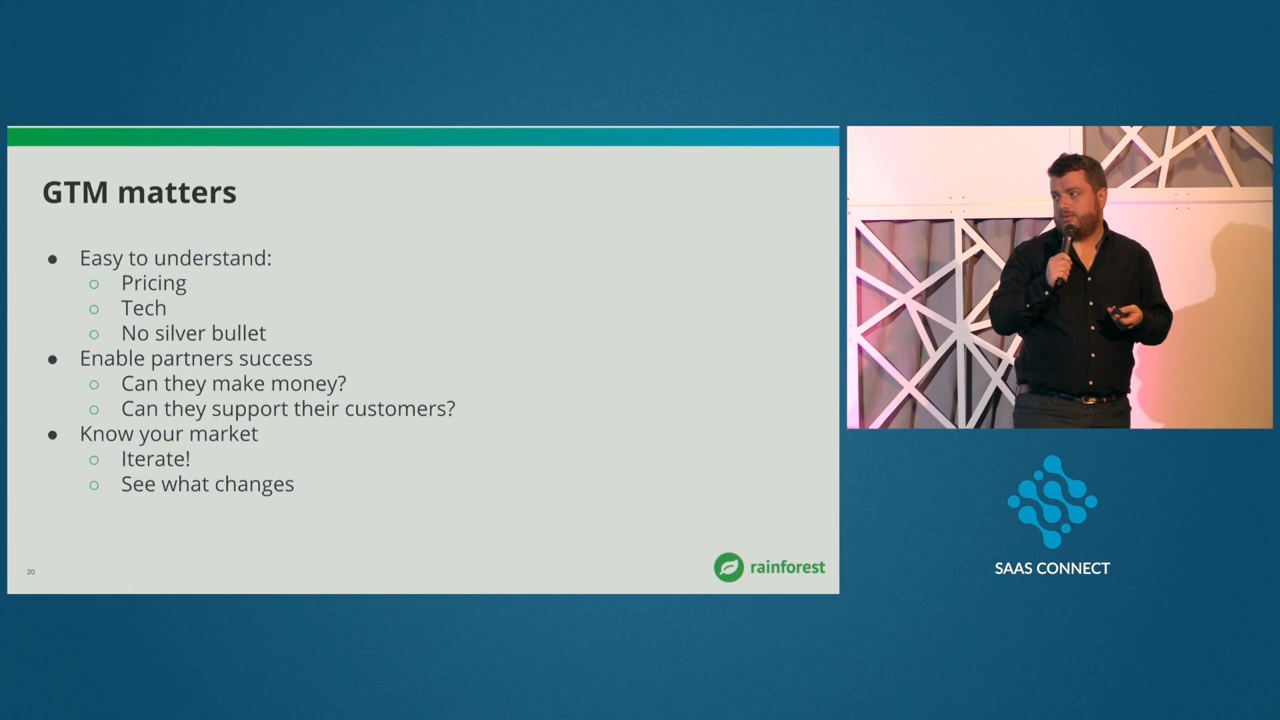 GTM matters
● Easy to understand:
○ Pricing
○ Tech
○ No silver bullet
● Enable partners success
○ Can they make money?
○ Can they support their customers?
● Know your market
○ Iterate!
○ See what changes
20
rainforest
SAAS CONNECT